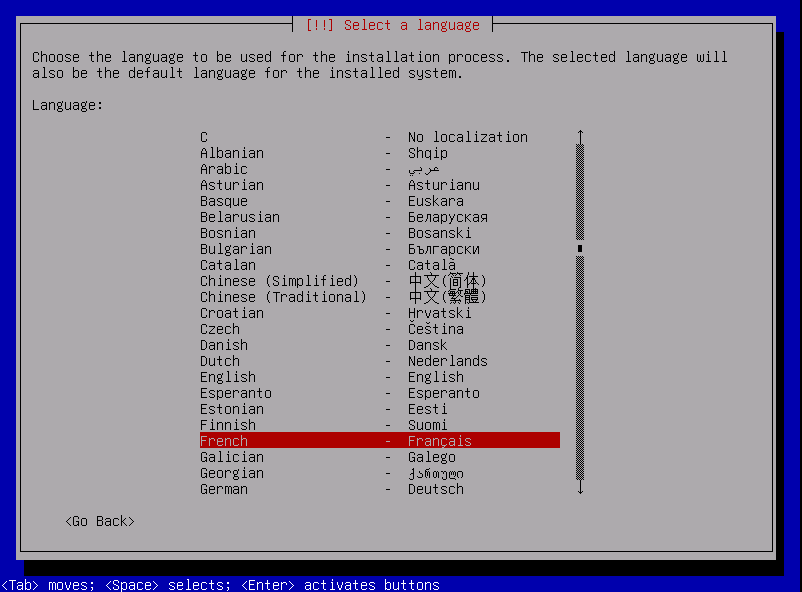 [!!] Select a language
Choose the language to be used for the installation process. The selected language will
also be the default language for the installed system.
Language:
C - No localization
Albanian - Shqip
Arabic - عربي
Asturian - Asturianu
Basque - Euskara
Belarusian - Беларуская
Bosnian - Bosanski
Bulgarian - Български
Catalan - Català
Chinese (Simplified) - 中文(简体)
Chinese (Traditional) - 中文(繁體)
Croatian - Hrvatski
Czech - Čeština
Danish - Dansk
Dutch - Nederlands
English - English
Esperanto - Esperanto
Estonian - Eesti
Finnish - Suomi
French - Français
Galician - Galego
Georgian - ქართული
German - Deutsch
<Go Back>
<Tab> moves; <Space> selects; <Enter> activates buttons